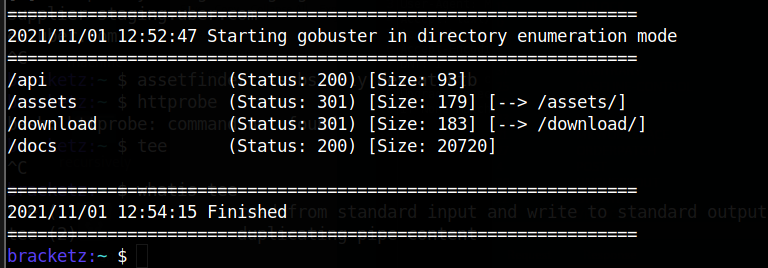 ===============================================================
2021/11/01 12:52:47 Starting gobuster in directory enumeration mode
===============================================================
/api                  (Status: 200) [Size: 93]
/assets               (Status: 301) [Size: 179] [--> /assets/]
/download             (Status: 301) [Size: 183] [--> /download/]
/docs                 (Status: 200) [Size: 20720]
===============================================================
2021/11/01 12:54:15 Finished
===============================================================
bracketz:~ $